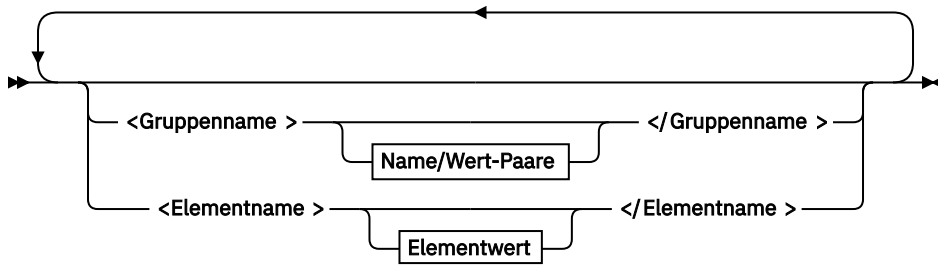 <Gruppenname > </Gruppenname >
Name/Wert-Paare
<Elementname > </Elementname >
Elementwert